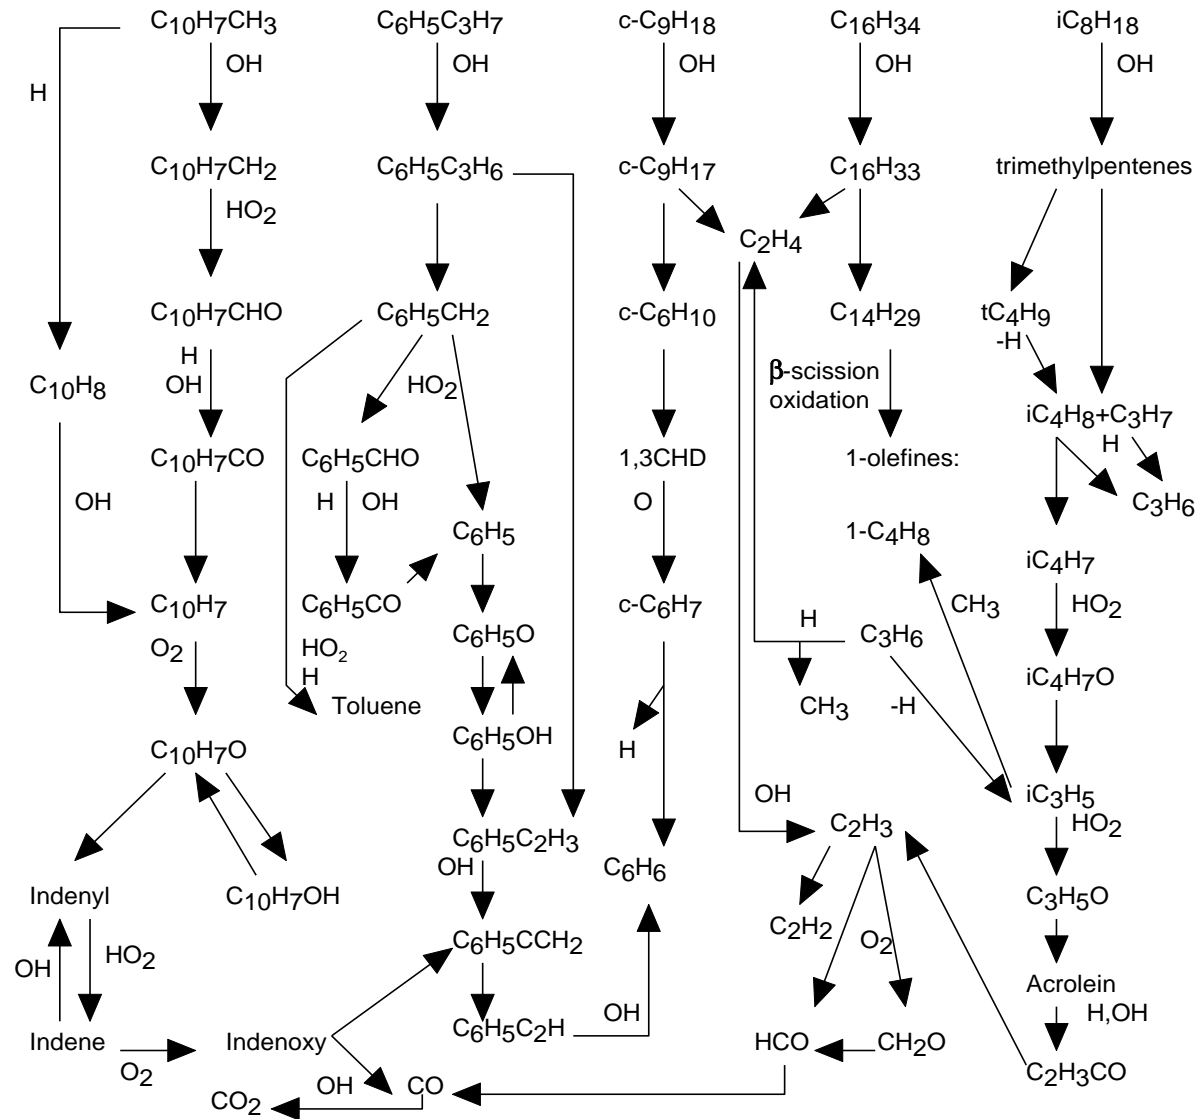 C10H7CH3
C6H5C3H7
c-C9H18
C16H34
iC8H18
OH
OH
OH
OH
OH
H
C10H7CH2
C6H5C3H6
c-C9H17
C16H33
trimethylpentenes
HO2
C2H4
C10H7CHO
C6H5CH2
c-C6H10
C14H29
tC4H9
-H
H
OH
HO2
β-scission
oxidation
C10H8
iC4H8+C3H7
H
C10H7CO
C6H5CHO
1,3CHD
1-olefines:
OH
H
OH
O
C3H6
C6H5
1-C4H8
iC4H7
C10H7
C6H5CO
c-C6H7
CH3
HO2
O2
HO2
H
C6H5O
H
C3H6
iC4H7O
Toluene
CH3
-H
C10H7O
C6H5OH
H
iC3H5
OH
C2H3
HO2
C6H5C2H3
OH
C6H6
Indenyl
C10H7OH
C3H5O
C2H2
O2
OH
HO2
C6H5CCH2
Acrolein
H,OH
OH
Indene
Indenoxy
C6H5C2H
HCO
CH2O
O2
C2H3CO
OH
CO
CO2